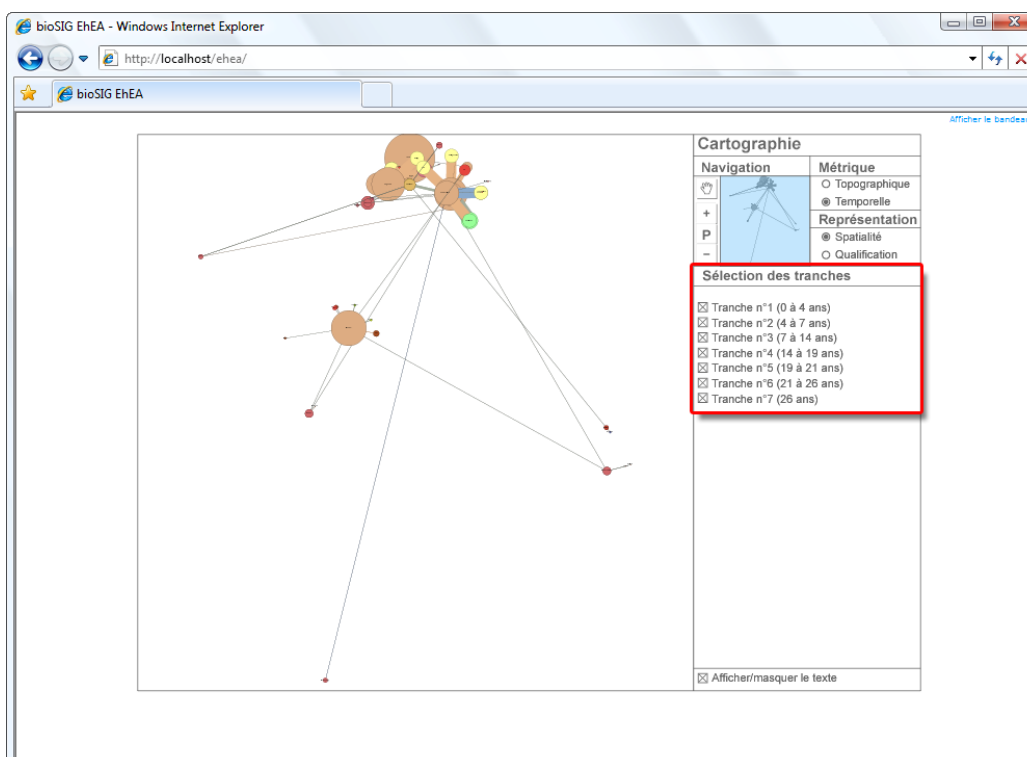 bioSIG EhEA - Windows Internet Explorer
http://localhost/ehea/
bioSIG EhEA
Afficher le bandeau
Cartographie
Navigation
Métrique
Topographique
Temporelle
+
Représentation
P
Spatialité
−
Qualification
Sélection des tranches
Tranche n°1 (0 à 4 ans)
Tranche n°2 (4 à 7 ans)
Tranche n°3 (7 à 14 ans)
Tranche n°4 (14 à 19 ans)
Tranche n°5 (19 à 21 ans)
Tranche n°6 (21 à 26 ans)
Tranche n°7 (26 ans)
Afficher/masquer le texte